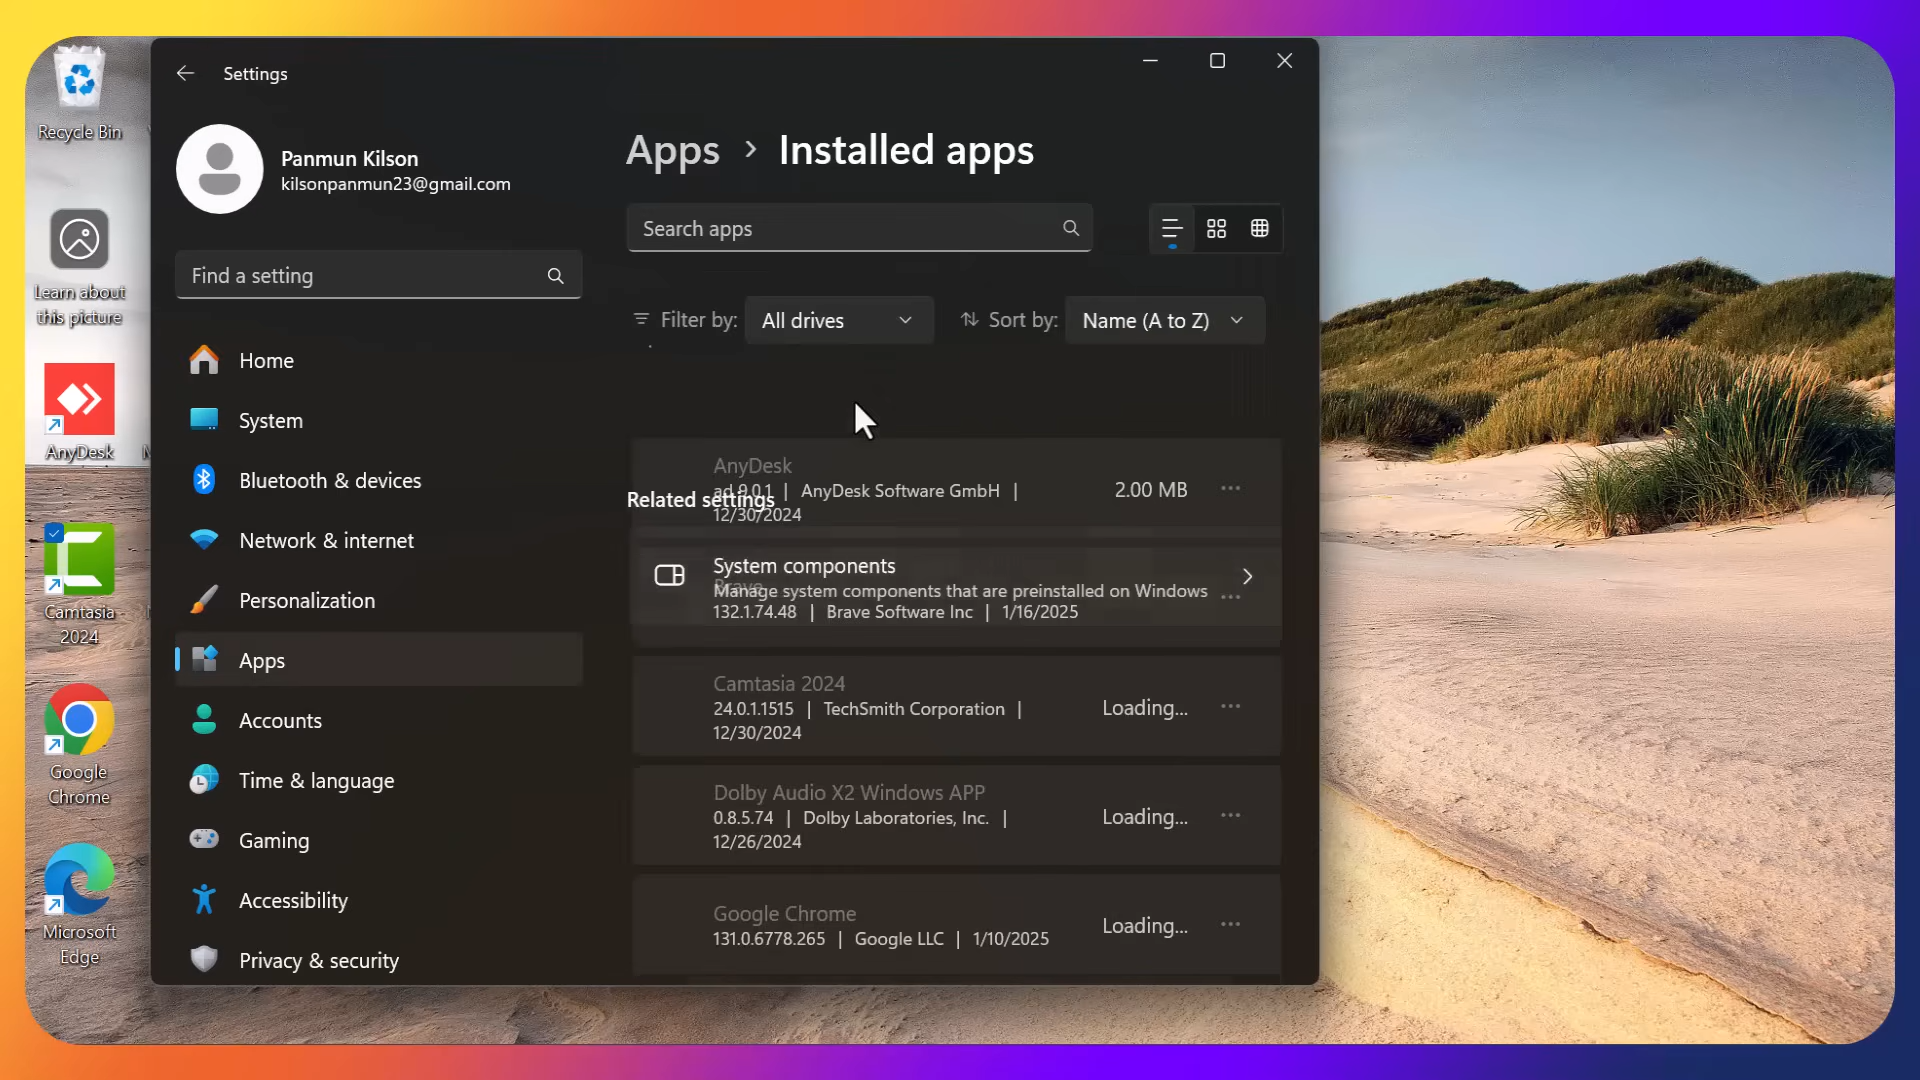 Settings
Panmun Kilson
kilsonpanmun23@gmail.com
Find a setting
Home
System
Bluetooth & devices
Network & internet
Personalization
Apps
Accounts
Time & language
Gaming
Accessibility
Privacy & security
Apps > Installed apps
Search apps
Filter by: All drives
Sort by: Name (A to Z)
AnyDesk
ad 9.0.1 | AnyDesk Software GmbH |
12/30/2024
2.00 MB
Related settings
System components
Manage system components that are preinstalled on Windows
Brave
132.1.74.48 | Brave Software Inc | 1/16/2025
Camtasia 2024
24.0.1.1515 | TechSmith Corporation |
12/30/2024
Loading...
Dolby Audio X2 Windows APP
0.8.5.74 | Dolby Laboratories, Inc. |
12/26/2024
Loading...
Google Chrome
131.0.6778.265 | Google LLC | 1/10/2025
Loading...
Recycle Bin
Learn about
this picture
AnyDesk
Camtasia
2024
Google
Chrome
Microsoft
Edge